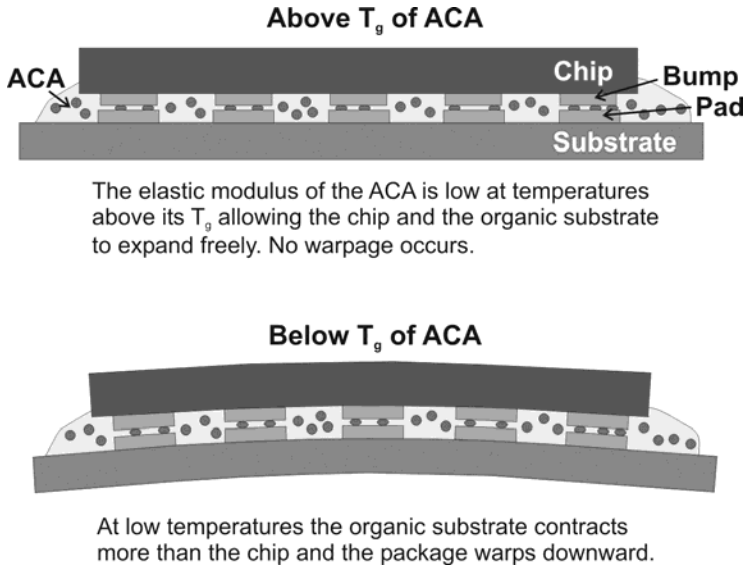 Above Tg of ACA
ACA
Chip
Bump
Pad
Substrate
The elastic modulus of the ACA is low at temperatures
above its Tg allowing the chip and the organic substrate
to expand freely. No warpage occurs.
Below Tg of ACA
At low temperatures the organic substrate contracts
more than the chip and the package warps downward.